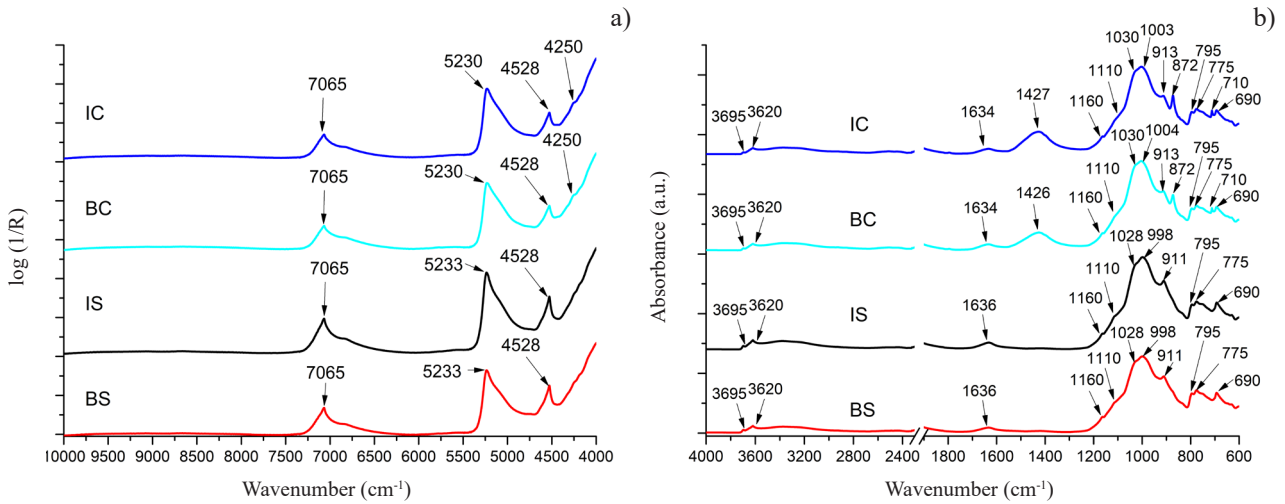 a)
5230
4528
4250
7065
IC
5230
4528
4250
7065
BC
5233
4528
7065
IS
5233
4528
7065
BS
log (1/R)
10000 9500 9000 8500 8000 7500 7000 6500 6000 5500 5000 4500 4000
Wavenumber (cm-1)
b)
1030 1003
913 795
872 775
1110 710
690
3695 3620 1634 1427 1160
IC
1030 1004
913 795
872 775
1110 710
690
3695 3620 1634 1426 1160
BC
1028 998
911 795
775
1110
690
3695 3620 1636 1160
IS
1028 998
911 795
775
1110
690
3695 3620 1636 1160
BS
Absorbance (a.u.)
4000 3200 2400 1600 1400 1200 1000 800 600
Wavenumber (cm-1)